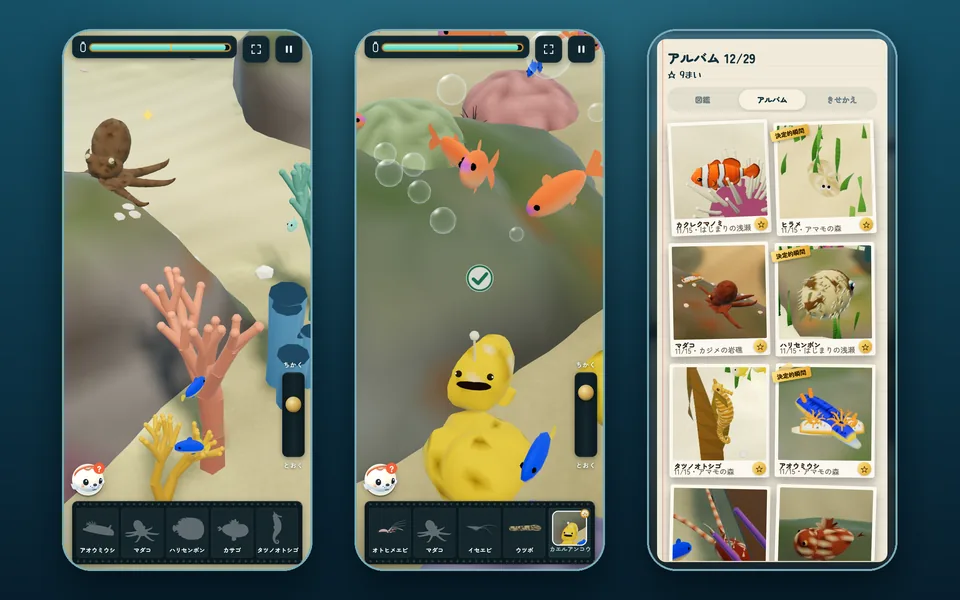 ちかく
とおく
?
アオウミウシ
マダコ
ハリセンボン
カサゴ
タツノオトシゴ
ちかく
とおく
?
オトヒメエビ
マダコ
イセエビ
ウツボ
カエルアンコウ
アルバム 12/29
☆ 9まい
図鑑
アルバム
きせかえ
カクレクマノミ
11/15・はじまりの浅瀬
決定的瞬間
ヒラメ
11/15・アマモの森
マダコ
11/15・カジメの岩礁
決定的瞬間
ハリセンボン
11/15・はじまりの浅瀬
タツノオトシゴ
11/15・アマモの森
決定的瞬間
アオウミウシ
11/15・アマモの森